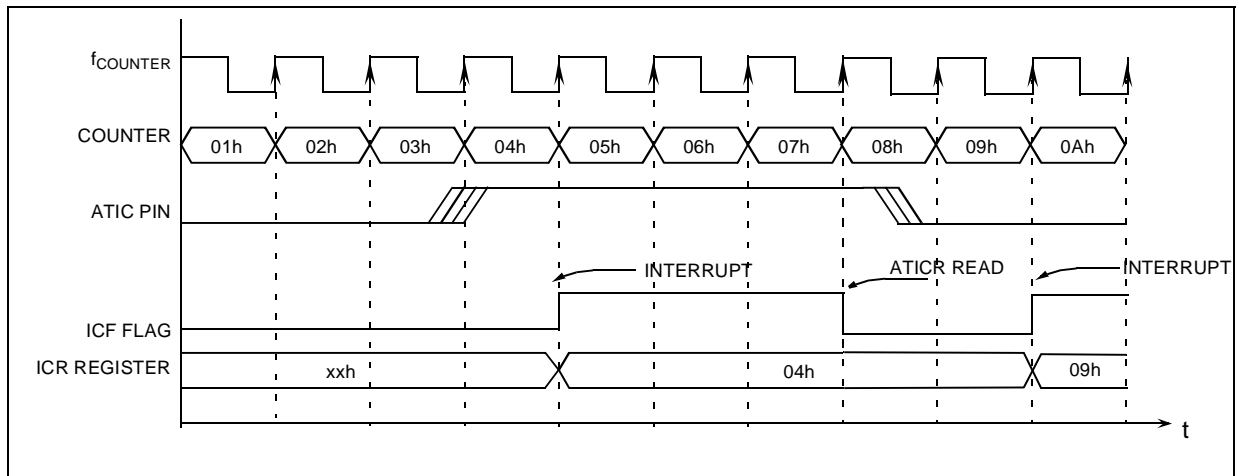 fCOUNTER
COUNTER
01h 02h 03h 04h 05h 06h 07h 08h 09h 0Ah
ATIC PIN
INTERRUPT ATICR READ INTERRUPT
ICF FLAG
ICR REGISTER
xxh 04h 09h
t